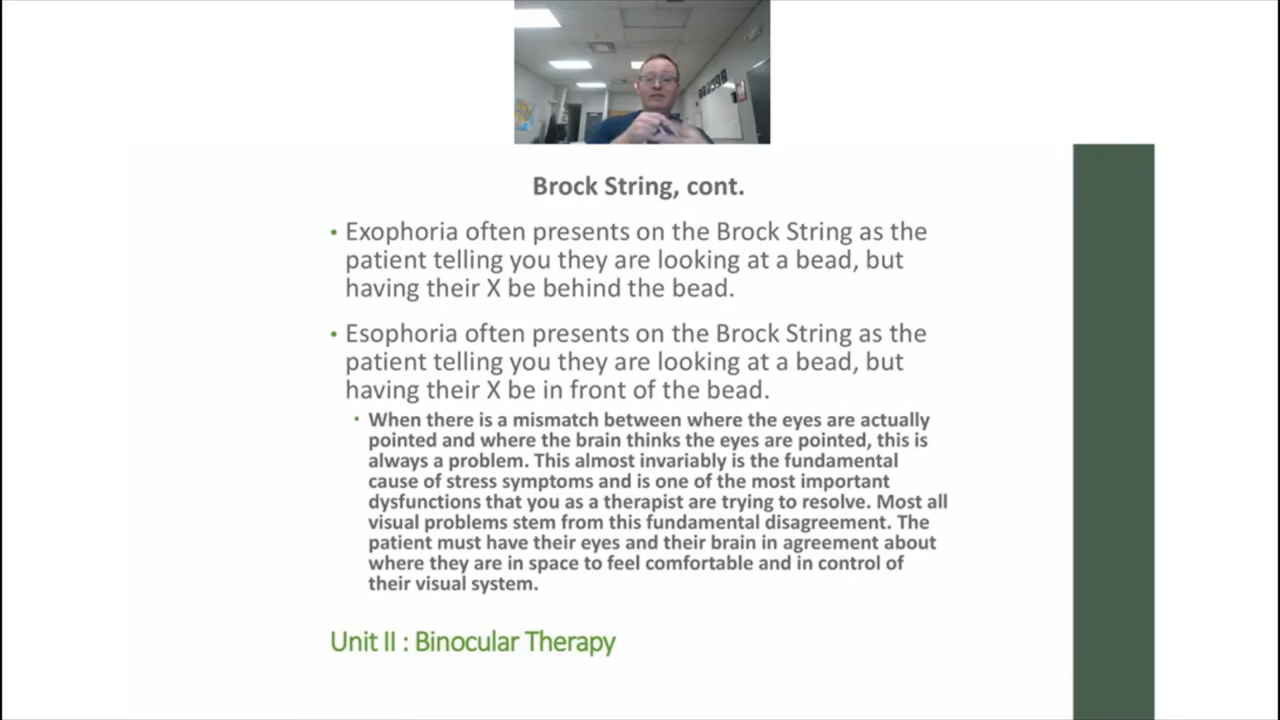 Brock String, cont.
• Exophoria often presents on the Brock String as the
patient telling you they are looking at a bead, but
having their X be behind the bead.
• Esophoria often presents on the Brock String as the
patient telling you they are looking at a bead, but
having their X be in front of the bead.
• When there is a mismatch between where the eyes are actually
pointed and where the brain thinks the eyes are pointed, this is
always a problem. This almost invariably is the fundamental
cause of stress symptoms and is one of the most important
dysfunctions that you as a therapist are trying to resolve. Most all
visual problems stem from this fundamental disagreement. The
patient must have their eyes and their brain in agreement about
where they are in space to feel comfortable and in control of
their visual system.
Unit II : Binocular Therapy